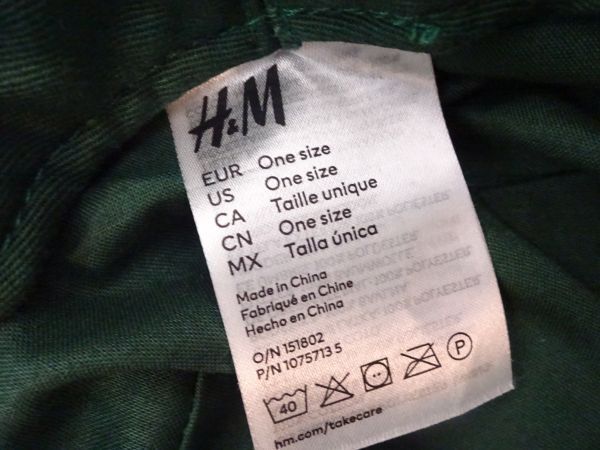 H&M
EUR One size
US One size
CA Taille unique
CN One size
MX Talla única
Made in China
Fabriqué en Chine
Hecho en China
O/N 151802
P/N 1075713 5
40 P
hm.com/takecare